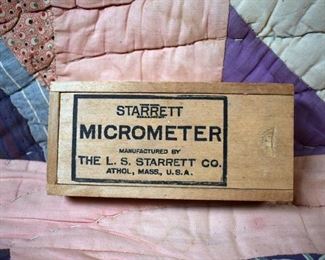 STARRETT
MICROMETER
MANUFACTURED BY
THE L. S. STARRETT CO.
ATHOL, MASS., U.S.A.